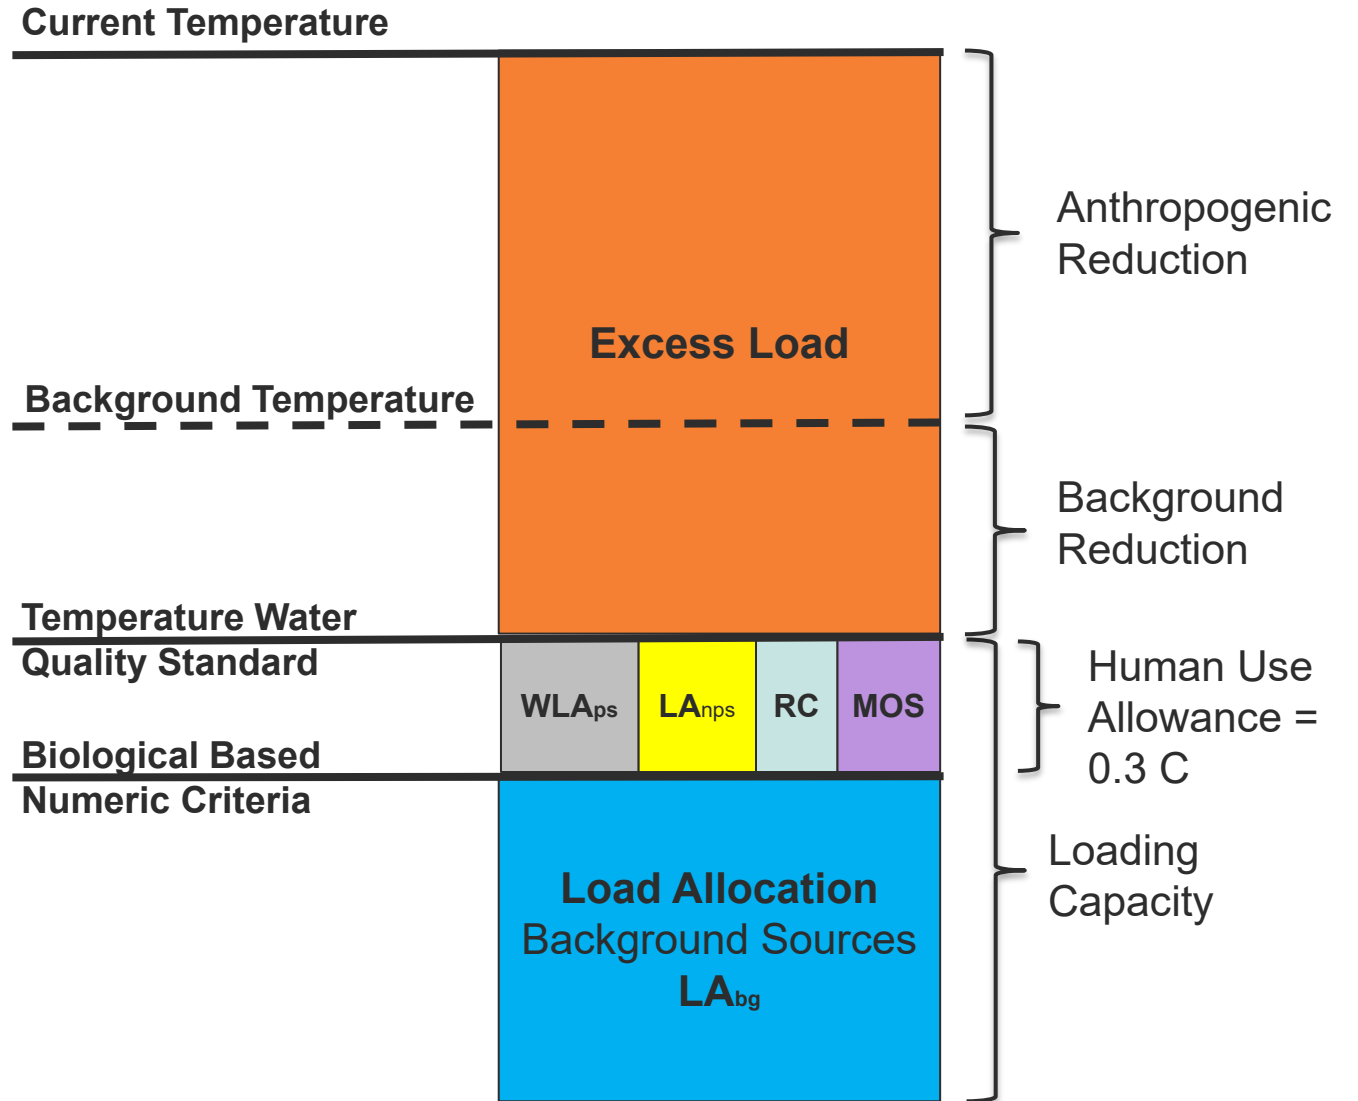 Current Temperature
Anthropogenic
Reduction
Excess Load
Background Temperature
Background
Reduction
Temperature Water
Quality Standard
WLAps
LAnps
RC
MOS
Human Use
Allowance =
0.3 C
Biological Based
Numeric Criteria
Loading
Capacity
Load Allocation
Background Sources
LAbg